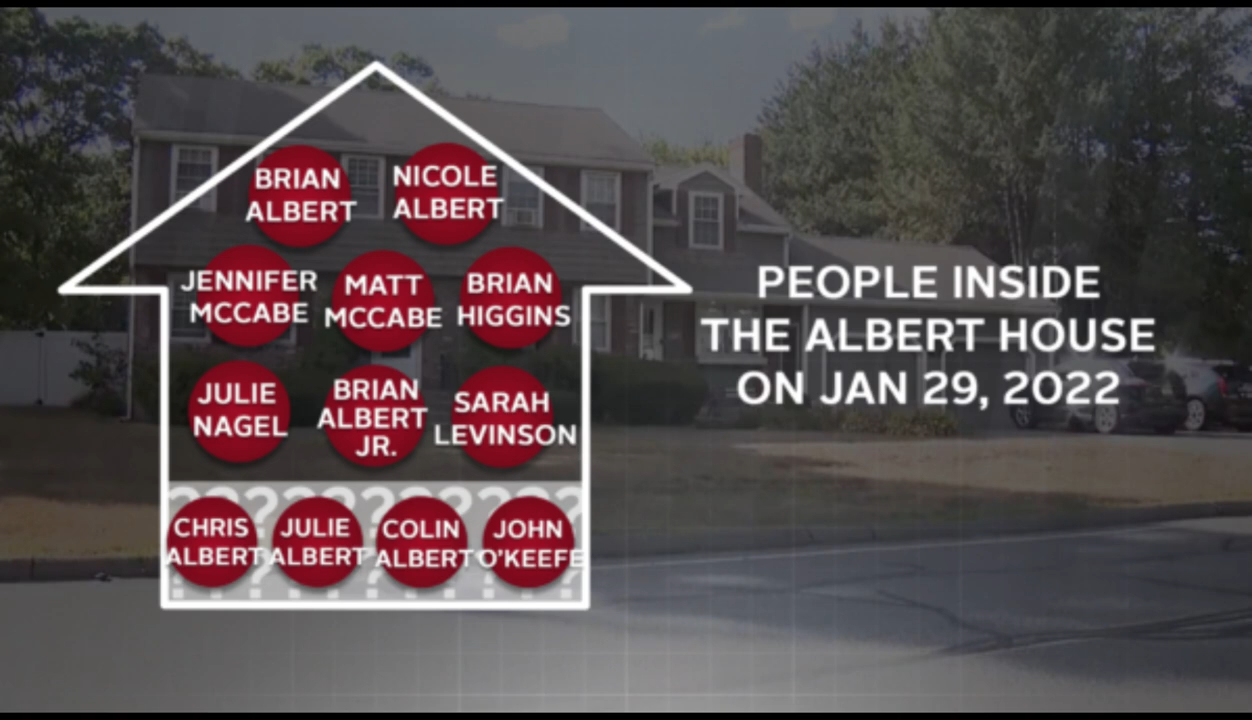 BRIAN
ALBERT
NICOLE
ALBERT
JENNIFER
MCCABE
MATT
MCCABE
BRIAN
HIGGINS
JULIE
NAGEL
BRIAN
ALBERT
JR.
SARAH
LEVINSON
????????
CHRIS
ALBERT
JULIE
ALBERT
COLIN
ALBERT
JOHN
O'KEEFE
PEOPLE INSIDE
THE ALBERT HOUSE
ON JAN 29, 2022